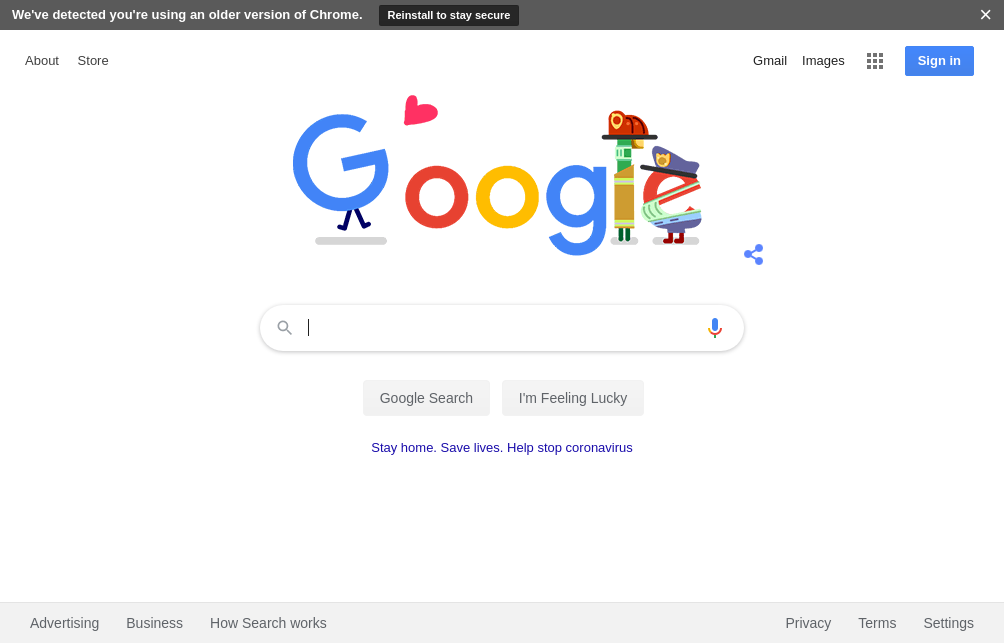 We've detected you're using an older version of Chrome. Reinstall to stay secure
About Store Gmail Images Sign in
Google
Google Search I'm Feeling Lucky
Stay home. Save lives. Help stop coronavirus
Advertising Business How Search works Privacy Terms Settings